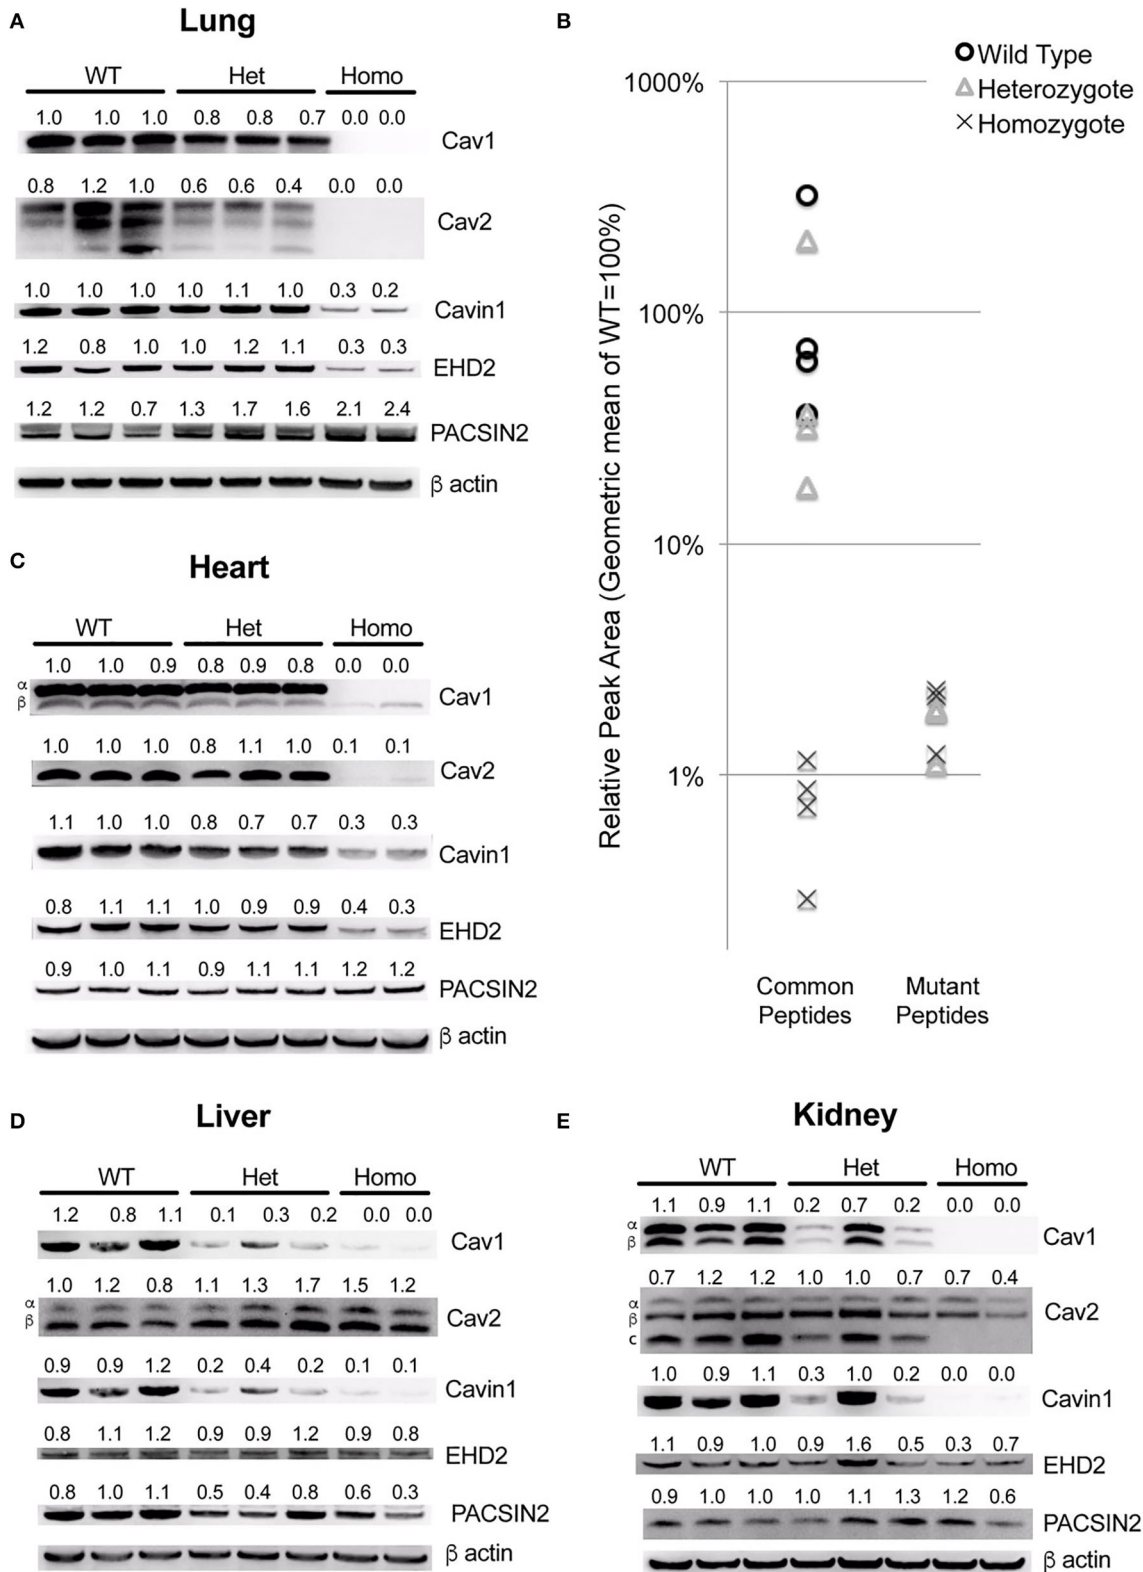 A
Lung
WT Het Homo
1.0 1.0 1.0 0.8 0.8 0.7 0.0 0.0
Cav1
0.8 1.2 1.0 0.6 0.6 0.4 0.0 0.0
Cav2
1.0 1.0 1.0 1.0 1.1 1.0 0.3 0.2
Cavin1
1.2 0.8 1.0 1.0 1.2 1.1 0.3 0.3
EHD2
1.2 1.2 0.7 1.3 1.7 1.6 2.1 2.4
PACSIN2
β actin
B
Wild Type
Heterozygote
Homozygote
Relative Peak Area (Geometric mean of WT=100%)
1000%
100%
10%
1%
Common Peptides
Mutant Peptides
C
Heart
WT Het Homo
1.0 1.0 0.9 0.8 0.9 0.8 0.0 0.0
α
β
Cav1
1.0 1.0 1.0 0.8 1.1 1.0 0.1 0.1
Cav2
1.1 1.0 1.0 0.8 0.7 0.7 0.3 0.3
Cavin1
0.8 1.1 1.1 1.0 0.9 0.9 0.4 0.3
EHD2
0.9 1.0 1.1 0.9 1.1 1.1 1.2 1.2
PACSIN2
β actin
D
Liver
WT Het Homo
1.2 0.8 1.1 0.1 0.3 0.2 0.0 0.0
Cav1
1.0 1.2 0.8 1.1 1.3 1.7 1.5 1.2
α
β
Cav2
0.9 0.9 1.2 0.2 0.4 0.2 0.1 0.1
Cavin1
0.8 1.1 1.2 0.9 0.9 1.2 0.9 0.8
EHD2
0.8 1.0 1.1 0.5 0.4 0.8 0.6 0.3
PACSIN2
β actin
E
Kidney
WT Het Homo
1.1 0.9 1.1 0.2 0.7 0.2 0.0 0.0
α
β
Cav1
0.7 1.2 1.2 1.0 1.0 0.7 0.7 0.4
α
β
c
Cav2
1.0 0.9 1.1 0.3 1.0 0.2 0.0 0.0
Cavin1
1.1 0.9 1.0 0.9 1.6 0.5 0.3 0.7
EHD2
0.9 1.0 1.0 1.0 1.1 1.3 1.2 0.6
PACSIN2
β actin